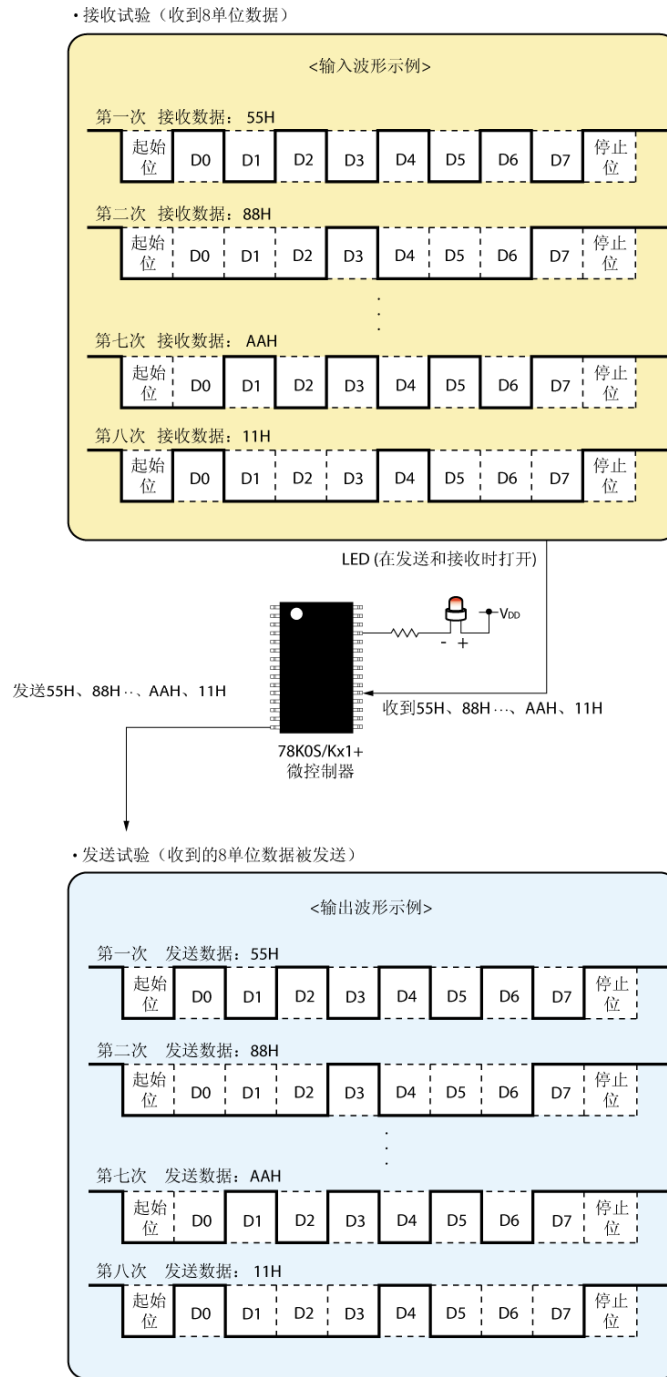 ・接收试验（收到8单位数据）
<输入波形示例>
第一次 接收数据：55H
起始位 D0 D1 D2 D3 D4 D5 D6 D7 停止位
第二次 接收数据：88H
起始位 D0 D1 D2 D3 D4 D5 D6 D7 停止位
第七次 接收数据：AAH
起始位 D0 D1 D2 D3 D4 D5 D6 D7 停止位
第八次 接收数据：11H
起始位 D0 D1 D2 D3 D4 D5 D6 D7 停止位
LED (在发送和接收时打开)
VDD
- +
发送55H、88H…、AAH、11H
收到55H、88H…、AAH、11H
78K0S/Kx1+
微控制器
・发送试验（收到的8单位数据被发送）
<输出波形示例>
第一次 发送数据：55H
起始位 D0 D1 D2 D3 D4 D5 D6 D7 停止位
第二次 发送数据：88H
起始位 D0 D1 D2 D3 D4 D5 D6 D7 停止位
第七次 发送数据：AAH
起始位 D0 D1 D2 D3 D4 D5 D6 D7 停止位
第八次 发送数据：11H
起始位 D0 D1 D2 D3 D4 D5 D6 D7 停止位